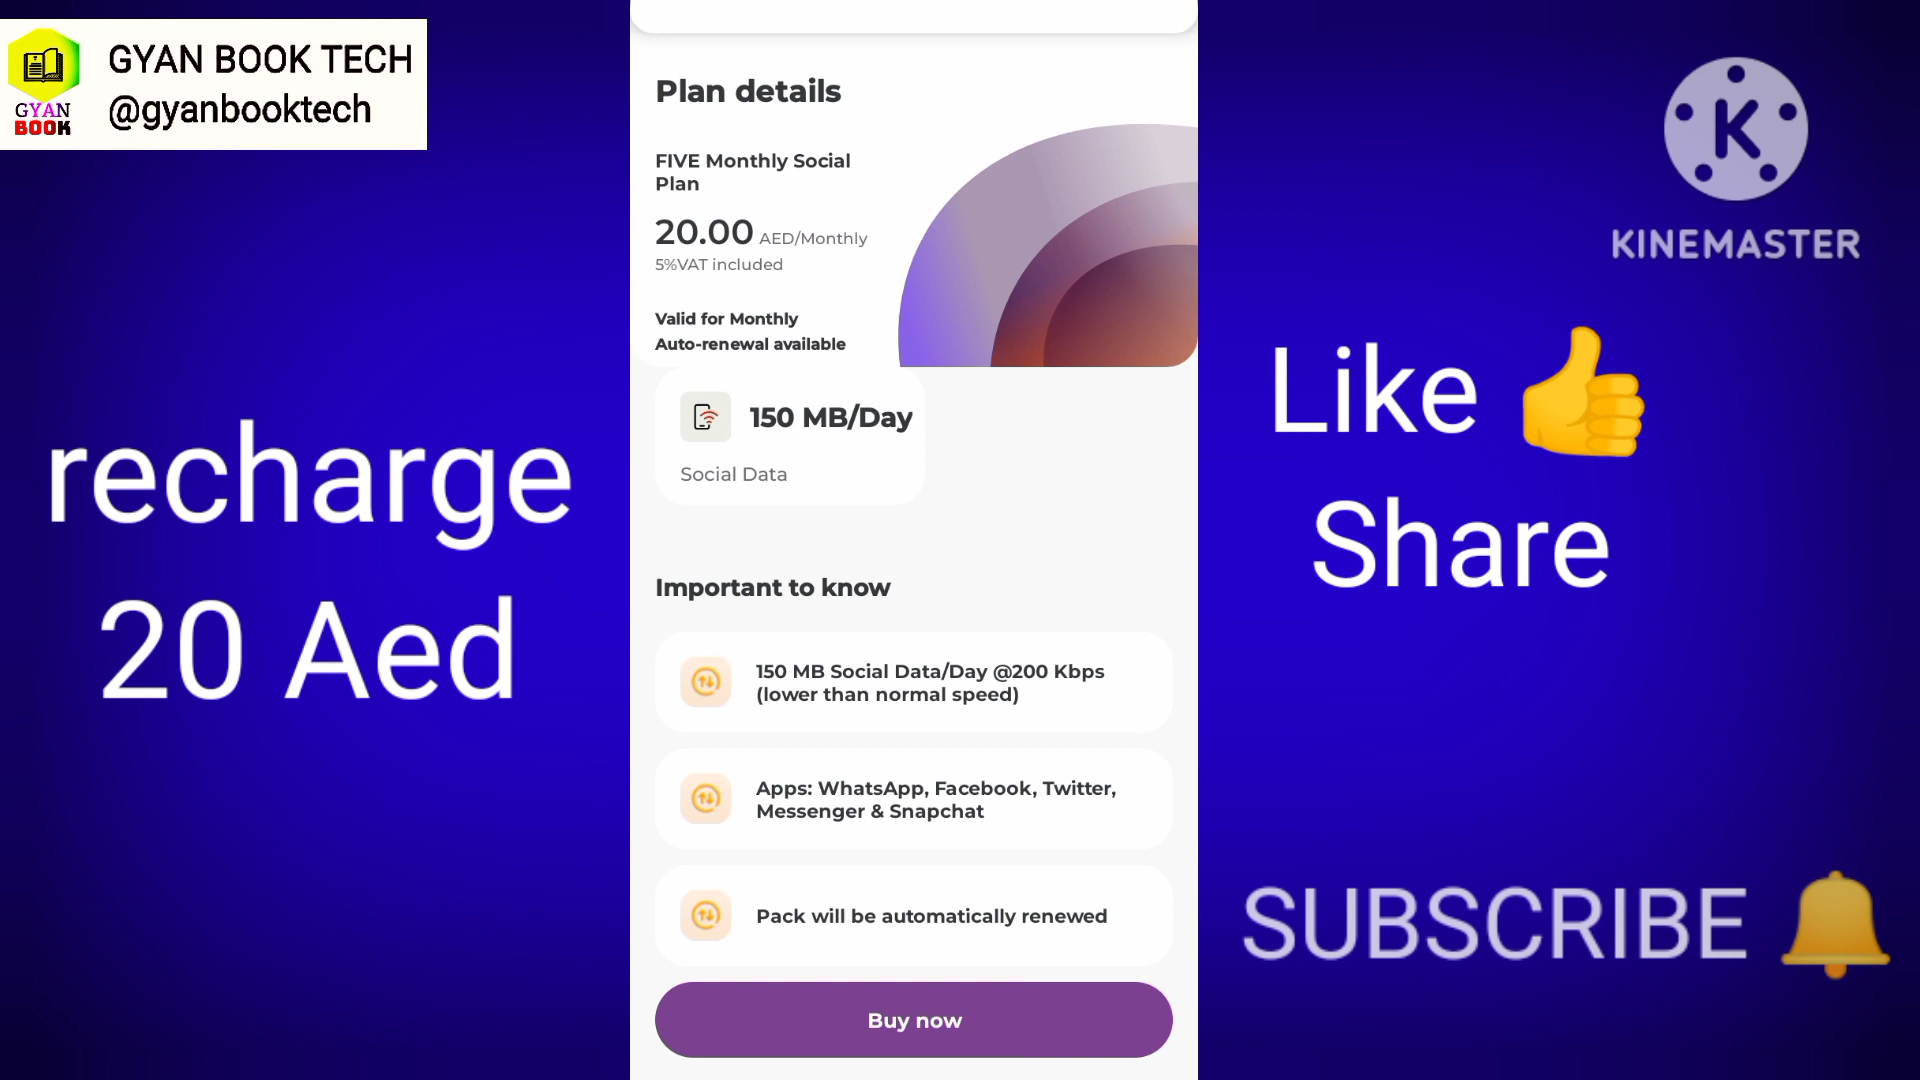 GYAN BOOK TECH
@gyanbooktech
GYAN
BOOK
recharge
20 Aed
Plan details
FIVE Monthly Social
Plan
20.00 AED/Monthly
5%VAT included
Valid for Monthly
Auto-renewal available
150 MB/Day
Social Data
Important to know
150 MB Social Data/Day @200 Kbps
(lower than normal speed)
Apps: WhatsApp, Facebook, Twitter,
Messenger & Snapchat
Pack will be automatically renewed
Buy now
K
KINEMASTER
Like 👍
Share
SUBSCRIBE 🔔